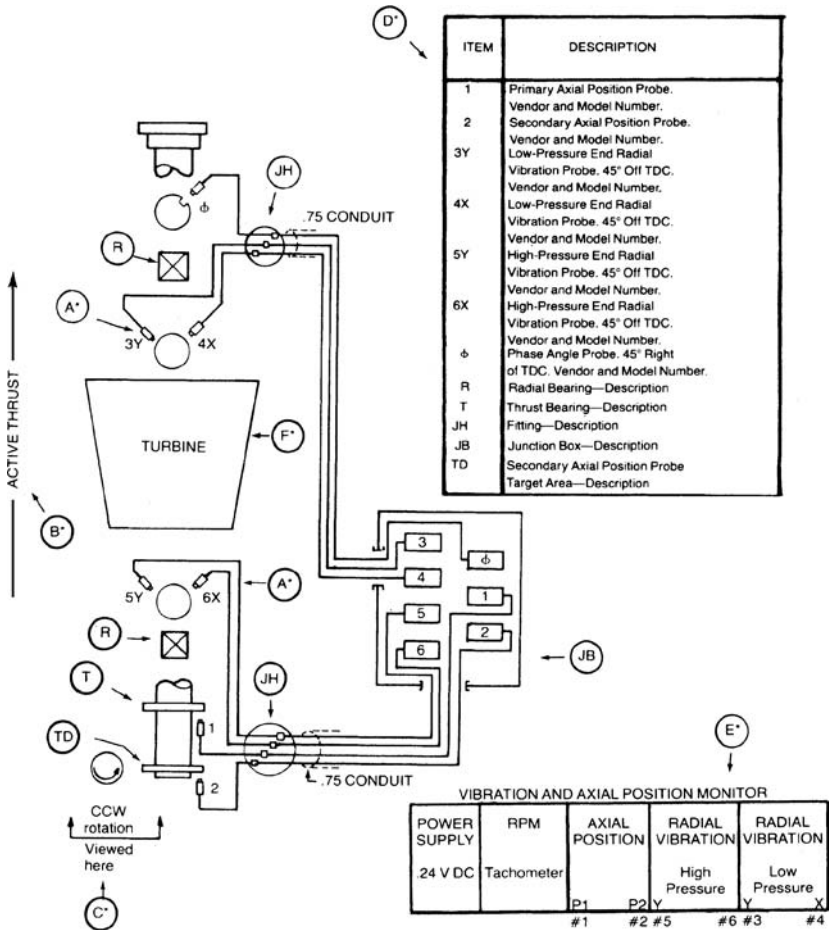 D*
ITEM DESCRIPTION
1 Primary Axial Position Probe.
Vendor and Model Number.
2 Secondary Axial Position Probe.
Vendor and Model Number.
3Y Low-Pressure End Radial
Vibration Probe. 45° Off TDC.
Vendor and Model Number.
4X Low-Pressure End Radial
Vibration Probe. 45° Off TDC.
Vendor and Model Number.
5Y High-Pressure End Radial
Vibration Probe. 45° Off TDC.
Vendor and Model Number.
6X High-Pressure End Radial
Vibration Probe. 45° Off TDC.
Vendor and Model Number.
ϕ Phase Angle Probe. 45° Right
of TDC. Vendor and Model Number.
R Radial Bearing—Description
T Thrust Bearing—Description
JH Fitting—Description
JB Junction Box—Description
TD Secondary Axial Position Probe
Target Area—Description
JH
ϕ
.75 CONDUIT
R
A*
3Y 4X
ACTIVE THRUST
TURBINE
F*
B*
3
ϕ
4
1
5
2
6
JB
5Y 6X
A*
R
T
JH
TD
1
2
.75 CONDUIT
CCW
rotation
Viewed
here
C*
E*
VIBRATION AND AXIAL POSITION MONITOR
POWER RPM AXIAL RADIAL RADIAL
SUPPLY POSITION VIBRATION VIBRATION
.24 V DC Tachometer High Low
Pressure Pressure
P1 P2 Y Y X
#1 #2 #5 #6 #3 #4